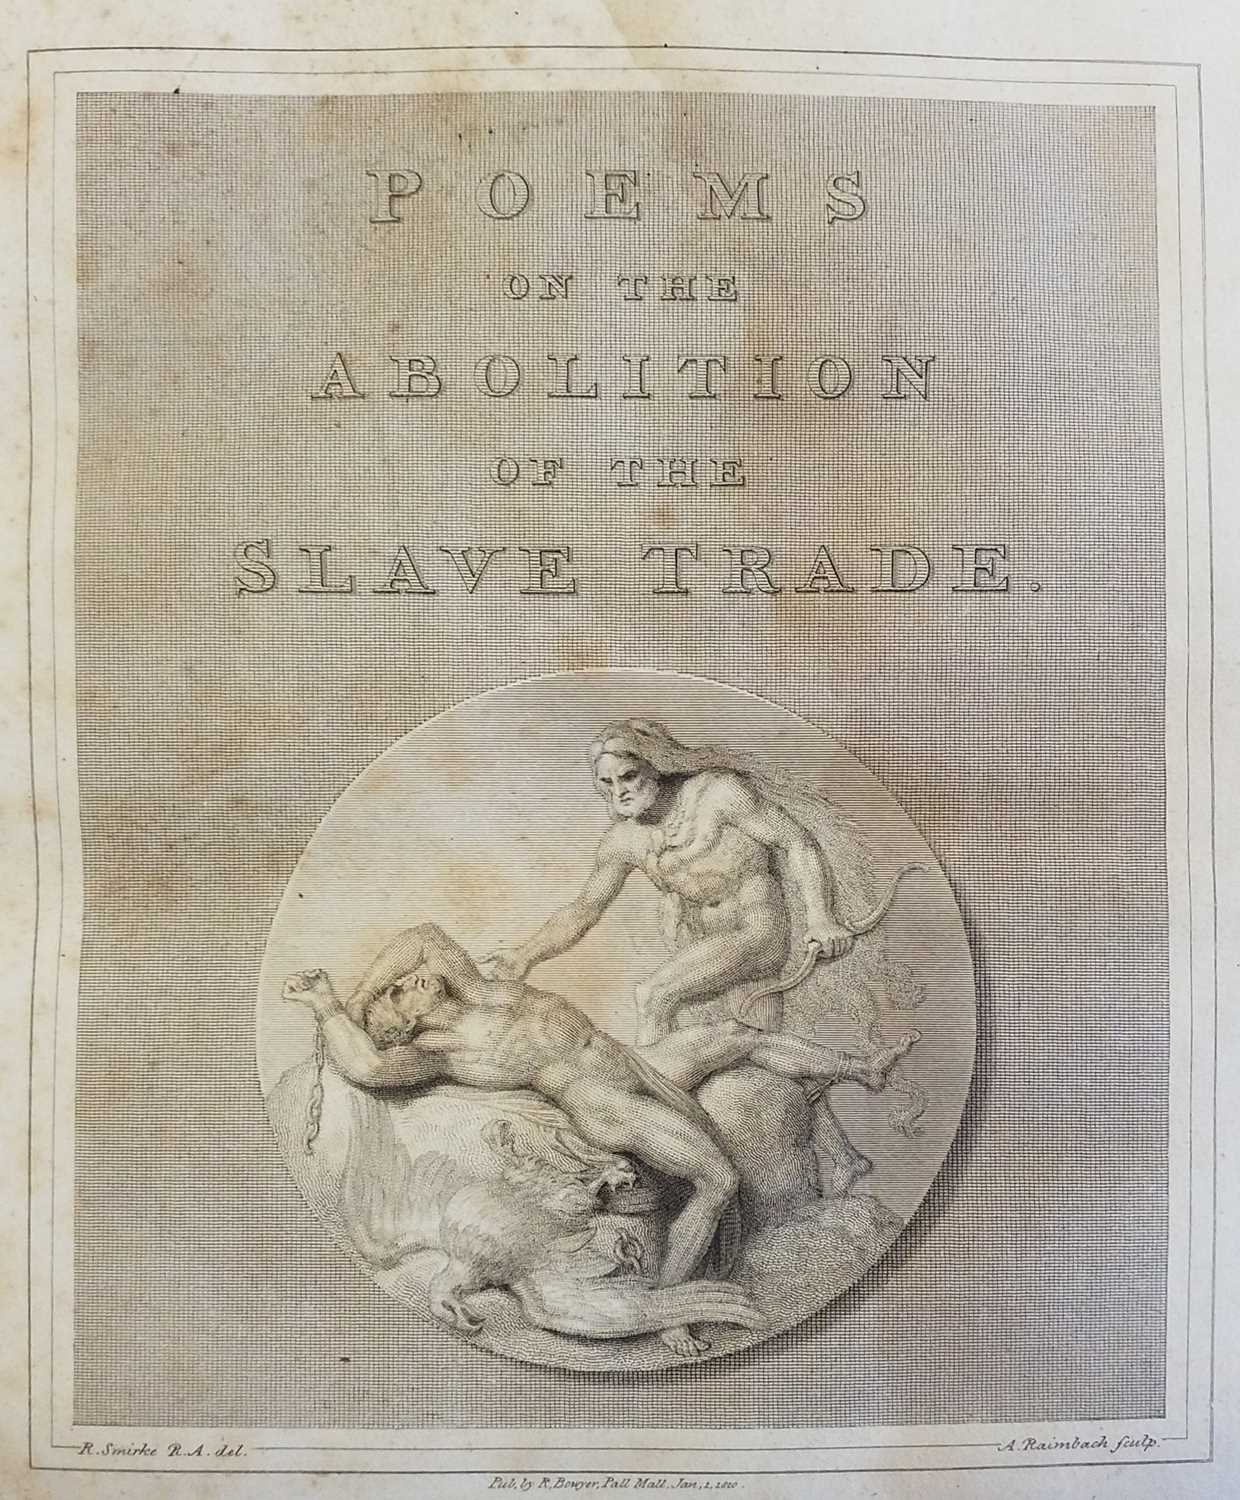 POEMS
ON THE
ABOLITION
OF THE
SLAVE TRADE.
R. Smirke R.A. del.
A. Raimbach sculp.
Pub. by R. Bowyer, Pall Mall, Jan, 1, 1810.